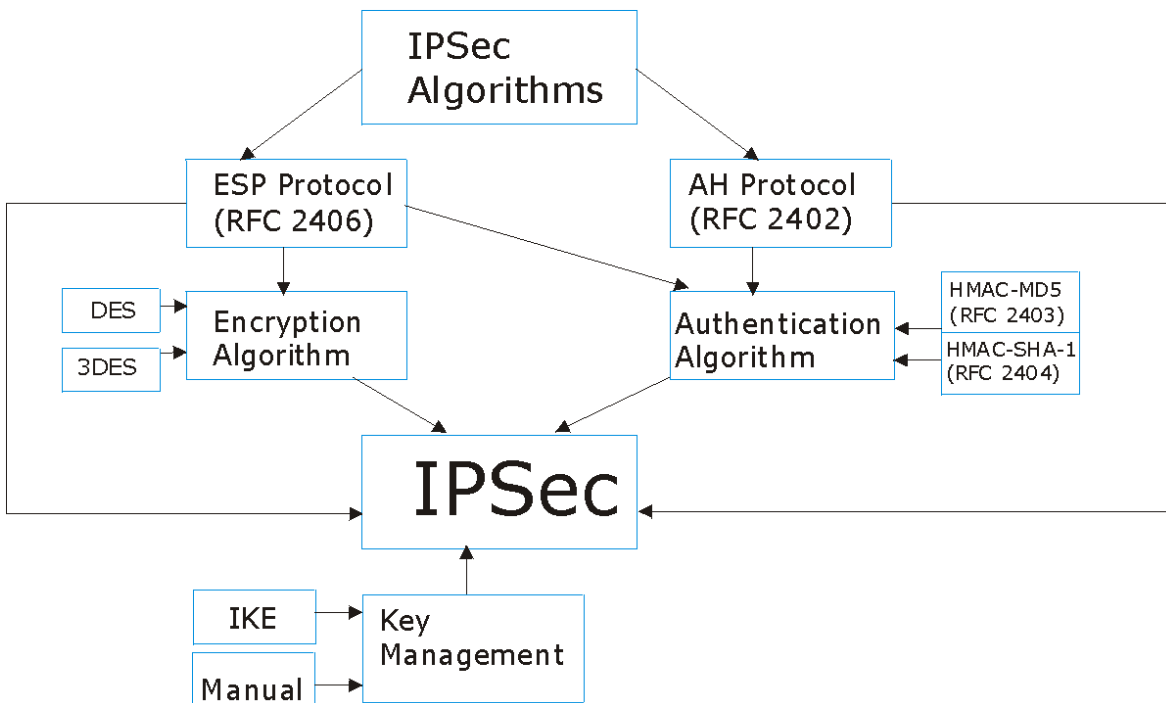 IPSec
Algorithms
ESP Protocol
(RFC 2406)
AH Protocol
(RFC 2402)
DES
3DES
Encryption
Algorithm
Authentication
Algorithm
HMAC-MD5
(RFC 2403)
HMAC-SHA-1
(RFC 2404)
IPSec
IKE
Manual
Key
Management